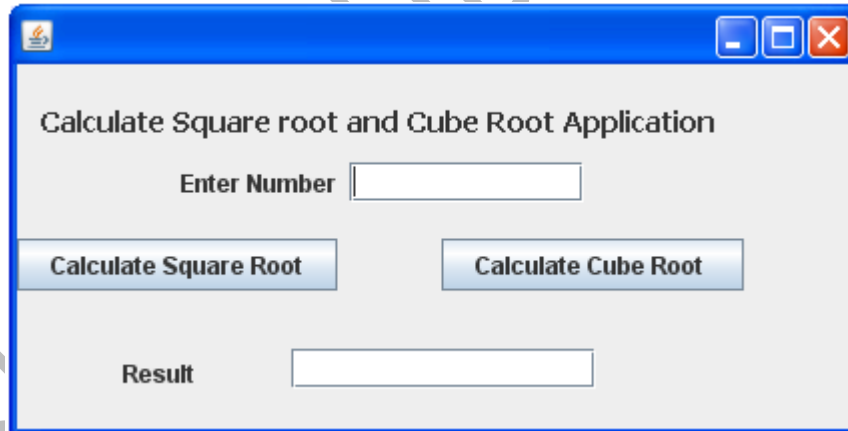 Calculate Square root and Cube Root Application
Enter Number
Calculate Square Root Calculate Cube Root
Result